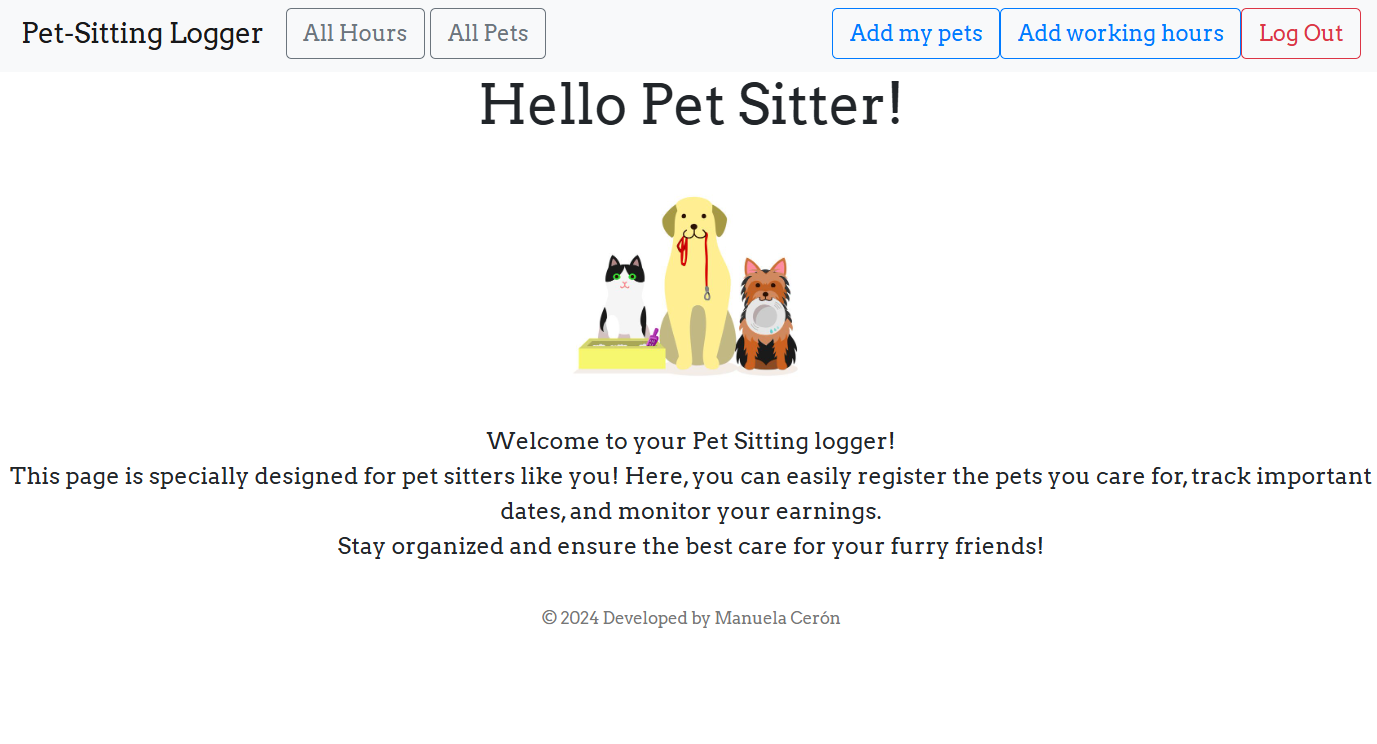 Pet-Sitting Logger All Hours All Pets Add my pets Add working hours Log Out
Hello Pet Sitter!
Welcome to your Pet Sitting logger!
This page is specially designed for pet sitters like you! Here, you can easily register the pets you care for, track important
dates, and monitor your earnings.
Stay organized and ensure the best care for your furry friends!
© 2024 Developed by Manuela Cerón